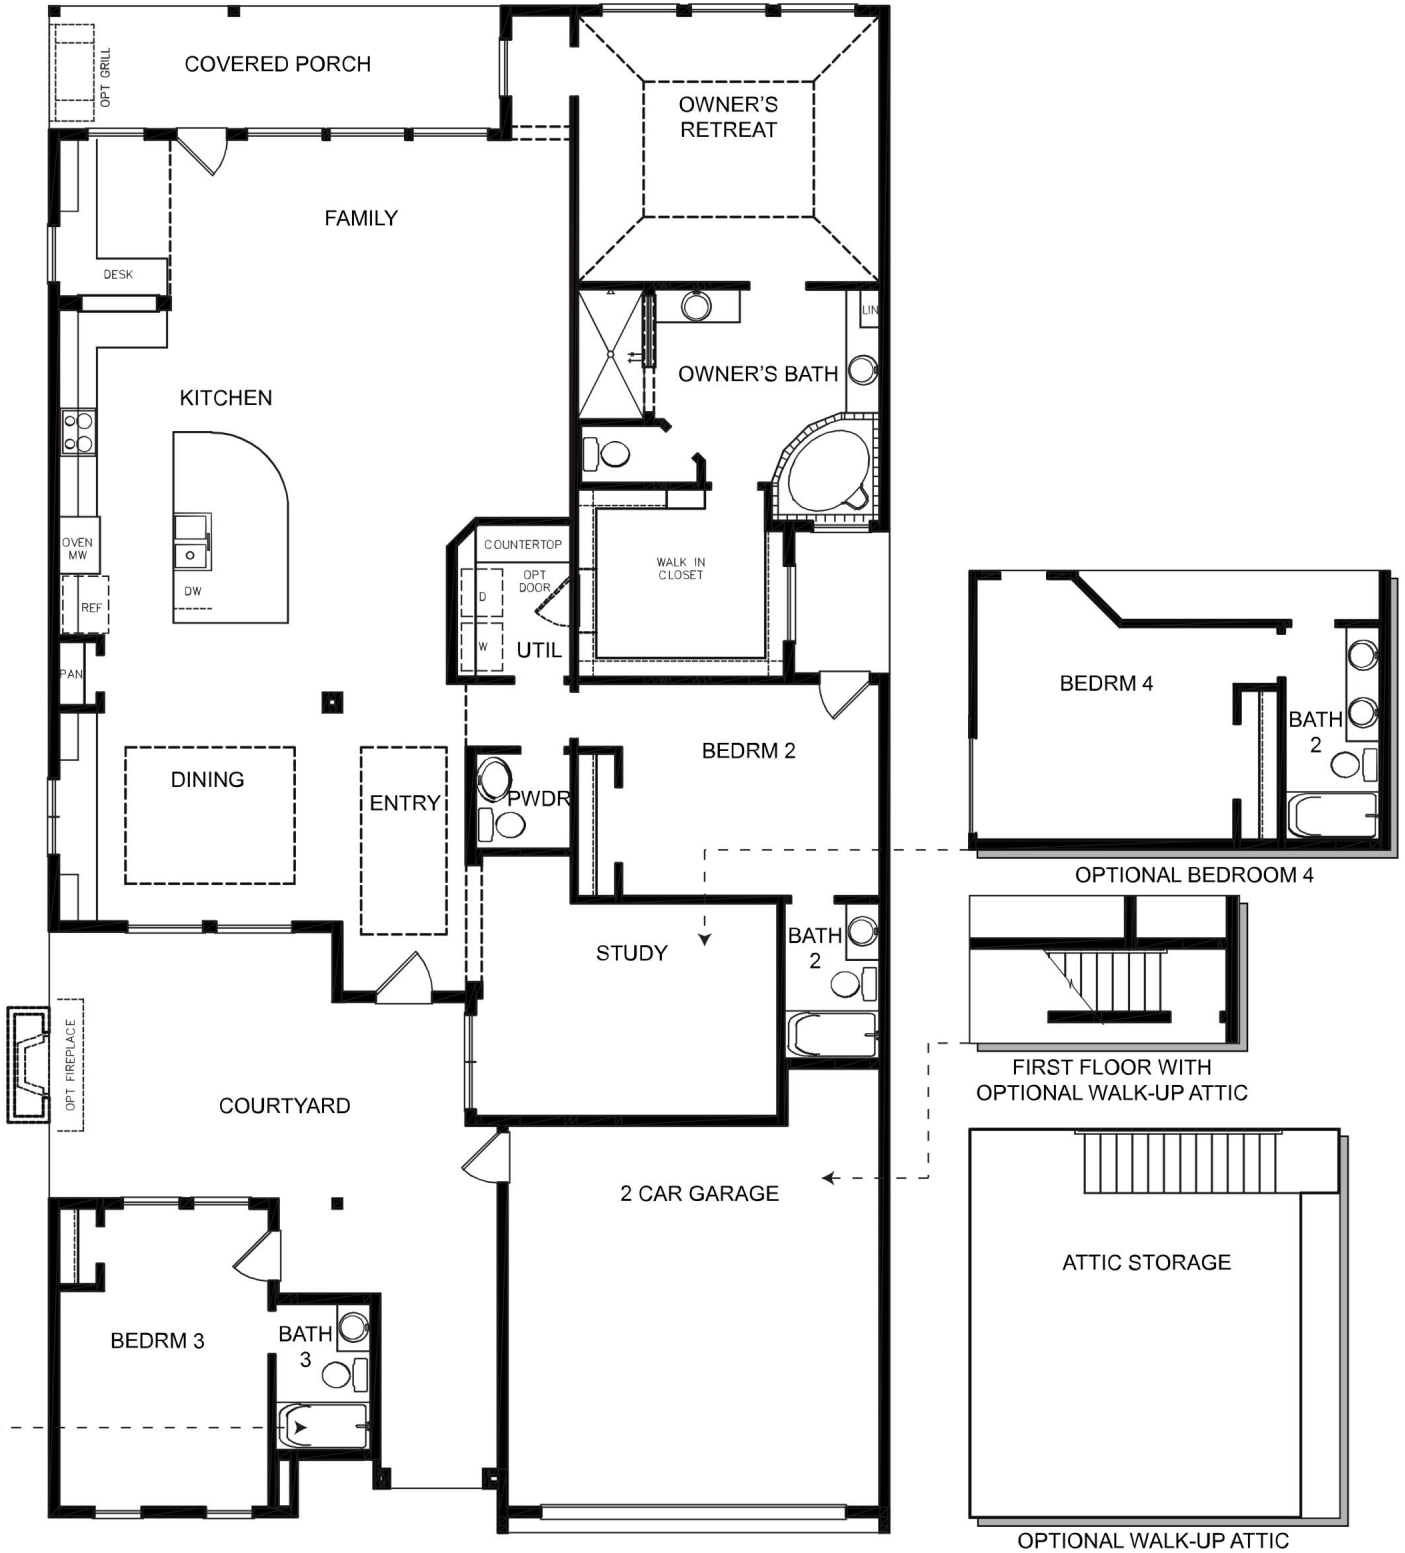 COVERED PORCH
OPT GRILL
OWNER'S
RETREAT
FAMILY
DESK
LIN
OWNER'S BATH
KITCHEN
OVEN
MW
COUNTERTOP
OPT
DOOR
WALK IN
CLOSET
DW
D
REF
W
UTIL
PAN
BEDRM 2
DINING
ENTRY
PWDR
STUDY
BATH
2
OPT FIREPLACE
COURTYARD
2 CAR GARAGE
BEDRM 3
BATH
3
BEDRM 4
BATH
2
OPTIONAL BEDROOM 4
FIRST FLOOR WITH
OPTIONAL WALK-UP ATTIC
ATTIC STORAGE
OPTIONAL WALK-UP ATTIC